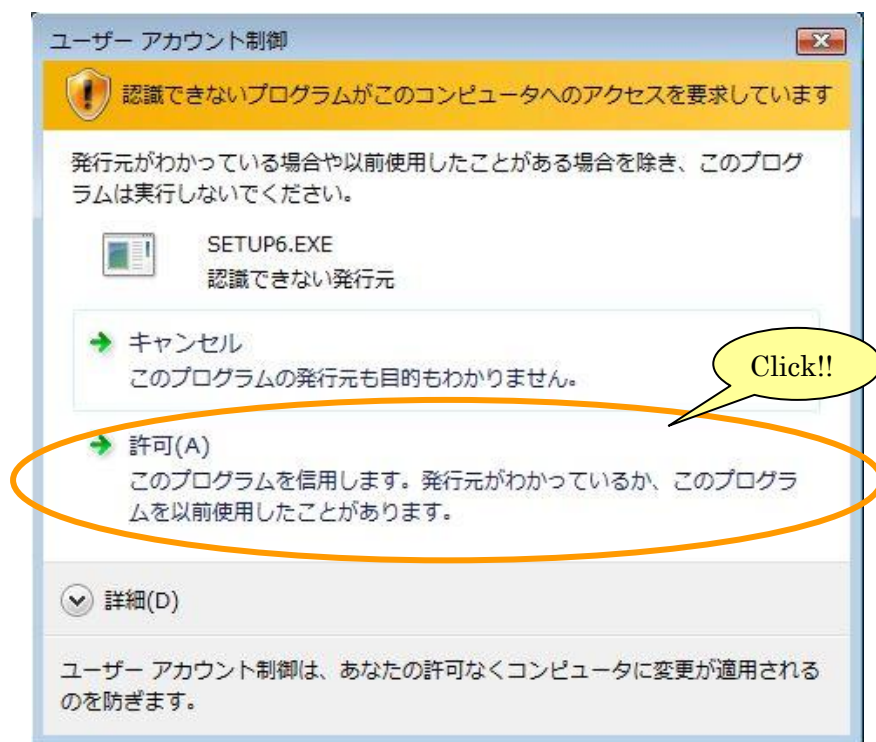 ユーザー アカウント制御
認識できないプログラムがこのコンピュータへのアクセスを要求しています
発行元がわかっている場合や以前使用したことがある場合を除き、このプログ
ラムは実行しないでください。
SETUP6.EXE
認識できない発行元
キャンセル
このプログラムの発行元も目的もわかりません。
Click!!
許可(A)
このプログラムを信用します。発行元がわかっているか、このプログラ
ムを以前使用したことがあります。
詳細(D)
ユーザー アカウント制御は、あなたの許可なくコンピュータに変更が適用される
のを防ぎます。